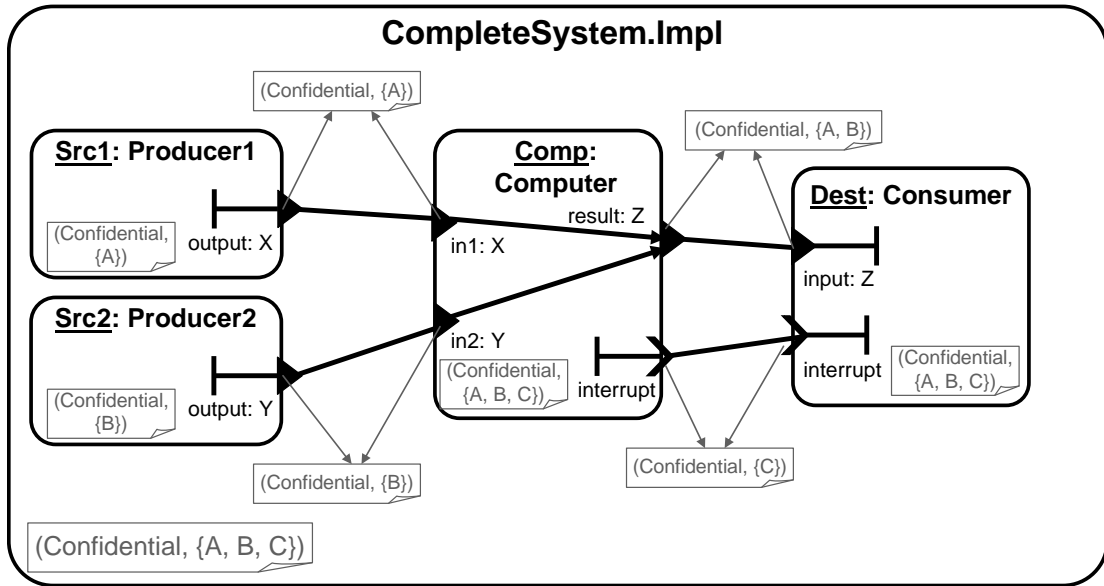 CompleteSystem.Impl
(Confidential, {A})
(Confidential, {A, B})
Src1: Producer1
(Confidential,
{A})
output: X
Comp:
Computer
result: Z
in1: X
in2: Y
(Confidential,
{A, B, C})
interrupt
Dest: Consumer
input: Z
interrupt
(Confidential,
{A, B, C})
Src2: Producer2
(Confidential,
{B})
output: Y
(Confidential, {B})
(Confidential, {C})
(Confidential, {A, B, C})